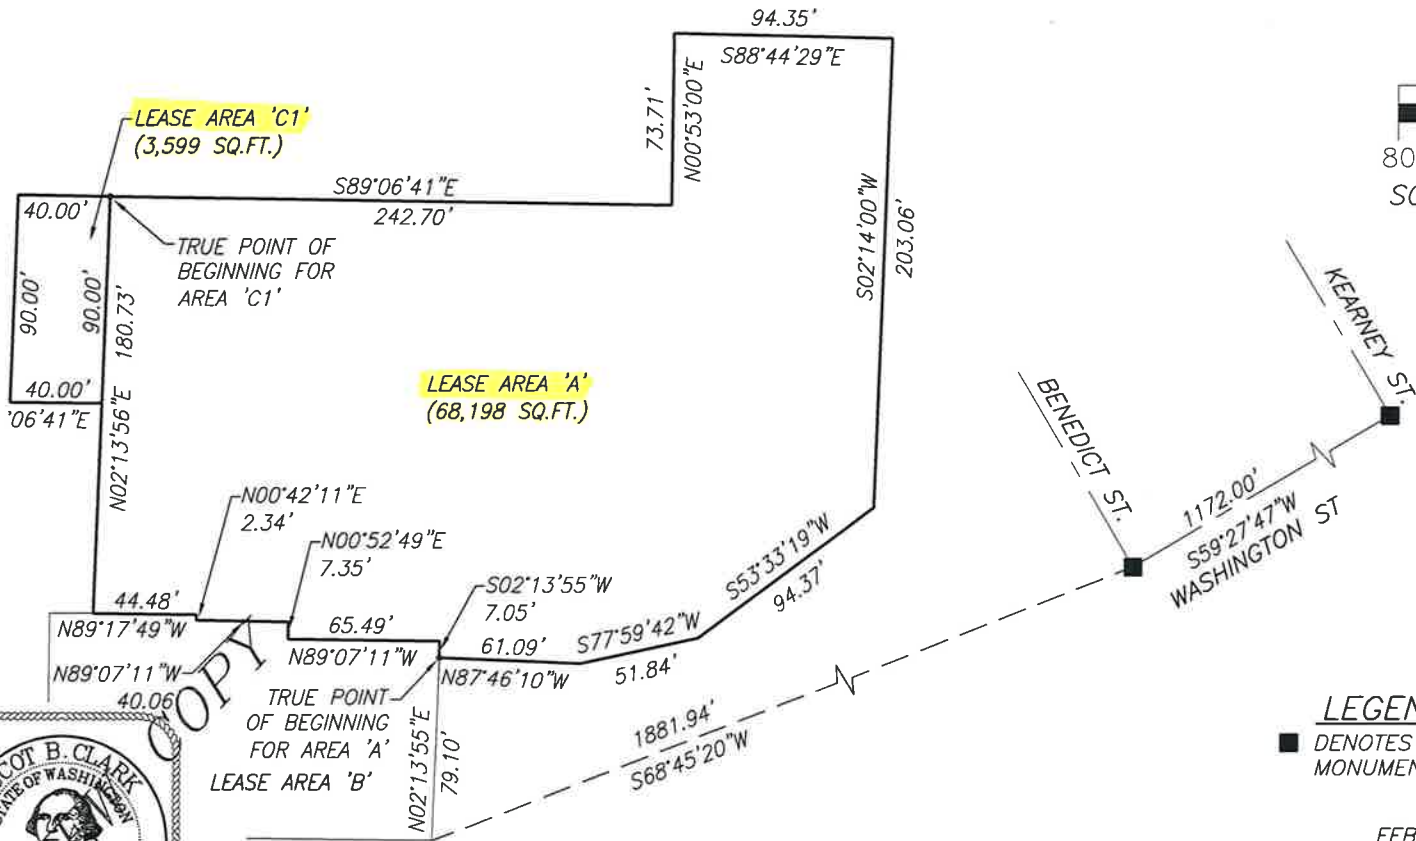 94.35'
S88°44'29"E
73.71'
N00°53'00"E
LEASE AREA 'C1'
(3,599 SQ.FT.)
S89°06'41"E
242.70'
40.00'
TRUE POINT OF
BEGINNING FOR
AREA 'C1'
90.00'
90.00'
180.73'
N02°13'56"E
40.00'
'06'41"E
S02°14'00"W
203.06'
LEASE AREA 'A'
(68,198 SQ.FT.)
80
KEARNEY ST.
BENEDICT ST.
1172.00'
S59°27'47"W
WASHINGTON ST
N00°42'11"E
2.34'
N00°52'49"E
7.35'
S02°13'55"W
7.05'
S53°33'19"W
94.37'
44.48'
N89°17'49"W
65.49'
N89°07'11"W
61.09'
N87°46'10"W
S77°59'42"W
51.84'
N89°07'11"W
40.06
COPY
TRUE POINT
OF BEGINNING
FOR AREA 'A'
LEASE AREA 'B'
N02°13'55"E
79.10'
1881.94'
S68°45'20"W
LEGEN
DENOTES
MONUMEN
COT B. CLARK
STATE OF WASHINGTON
FEB